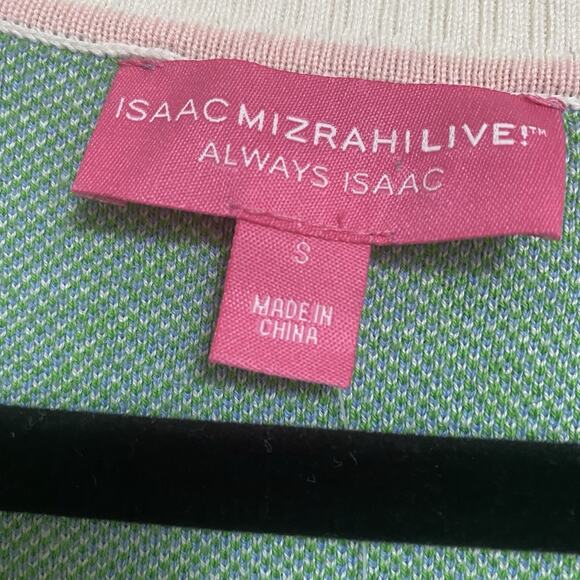 ISAACMIZRAHILIVE!™
ALWAYS ISAAC
S
MADE IN
CHINA